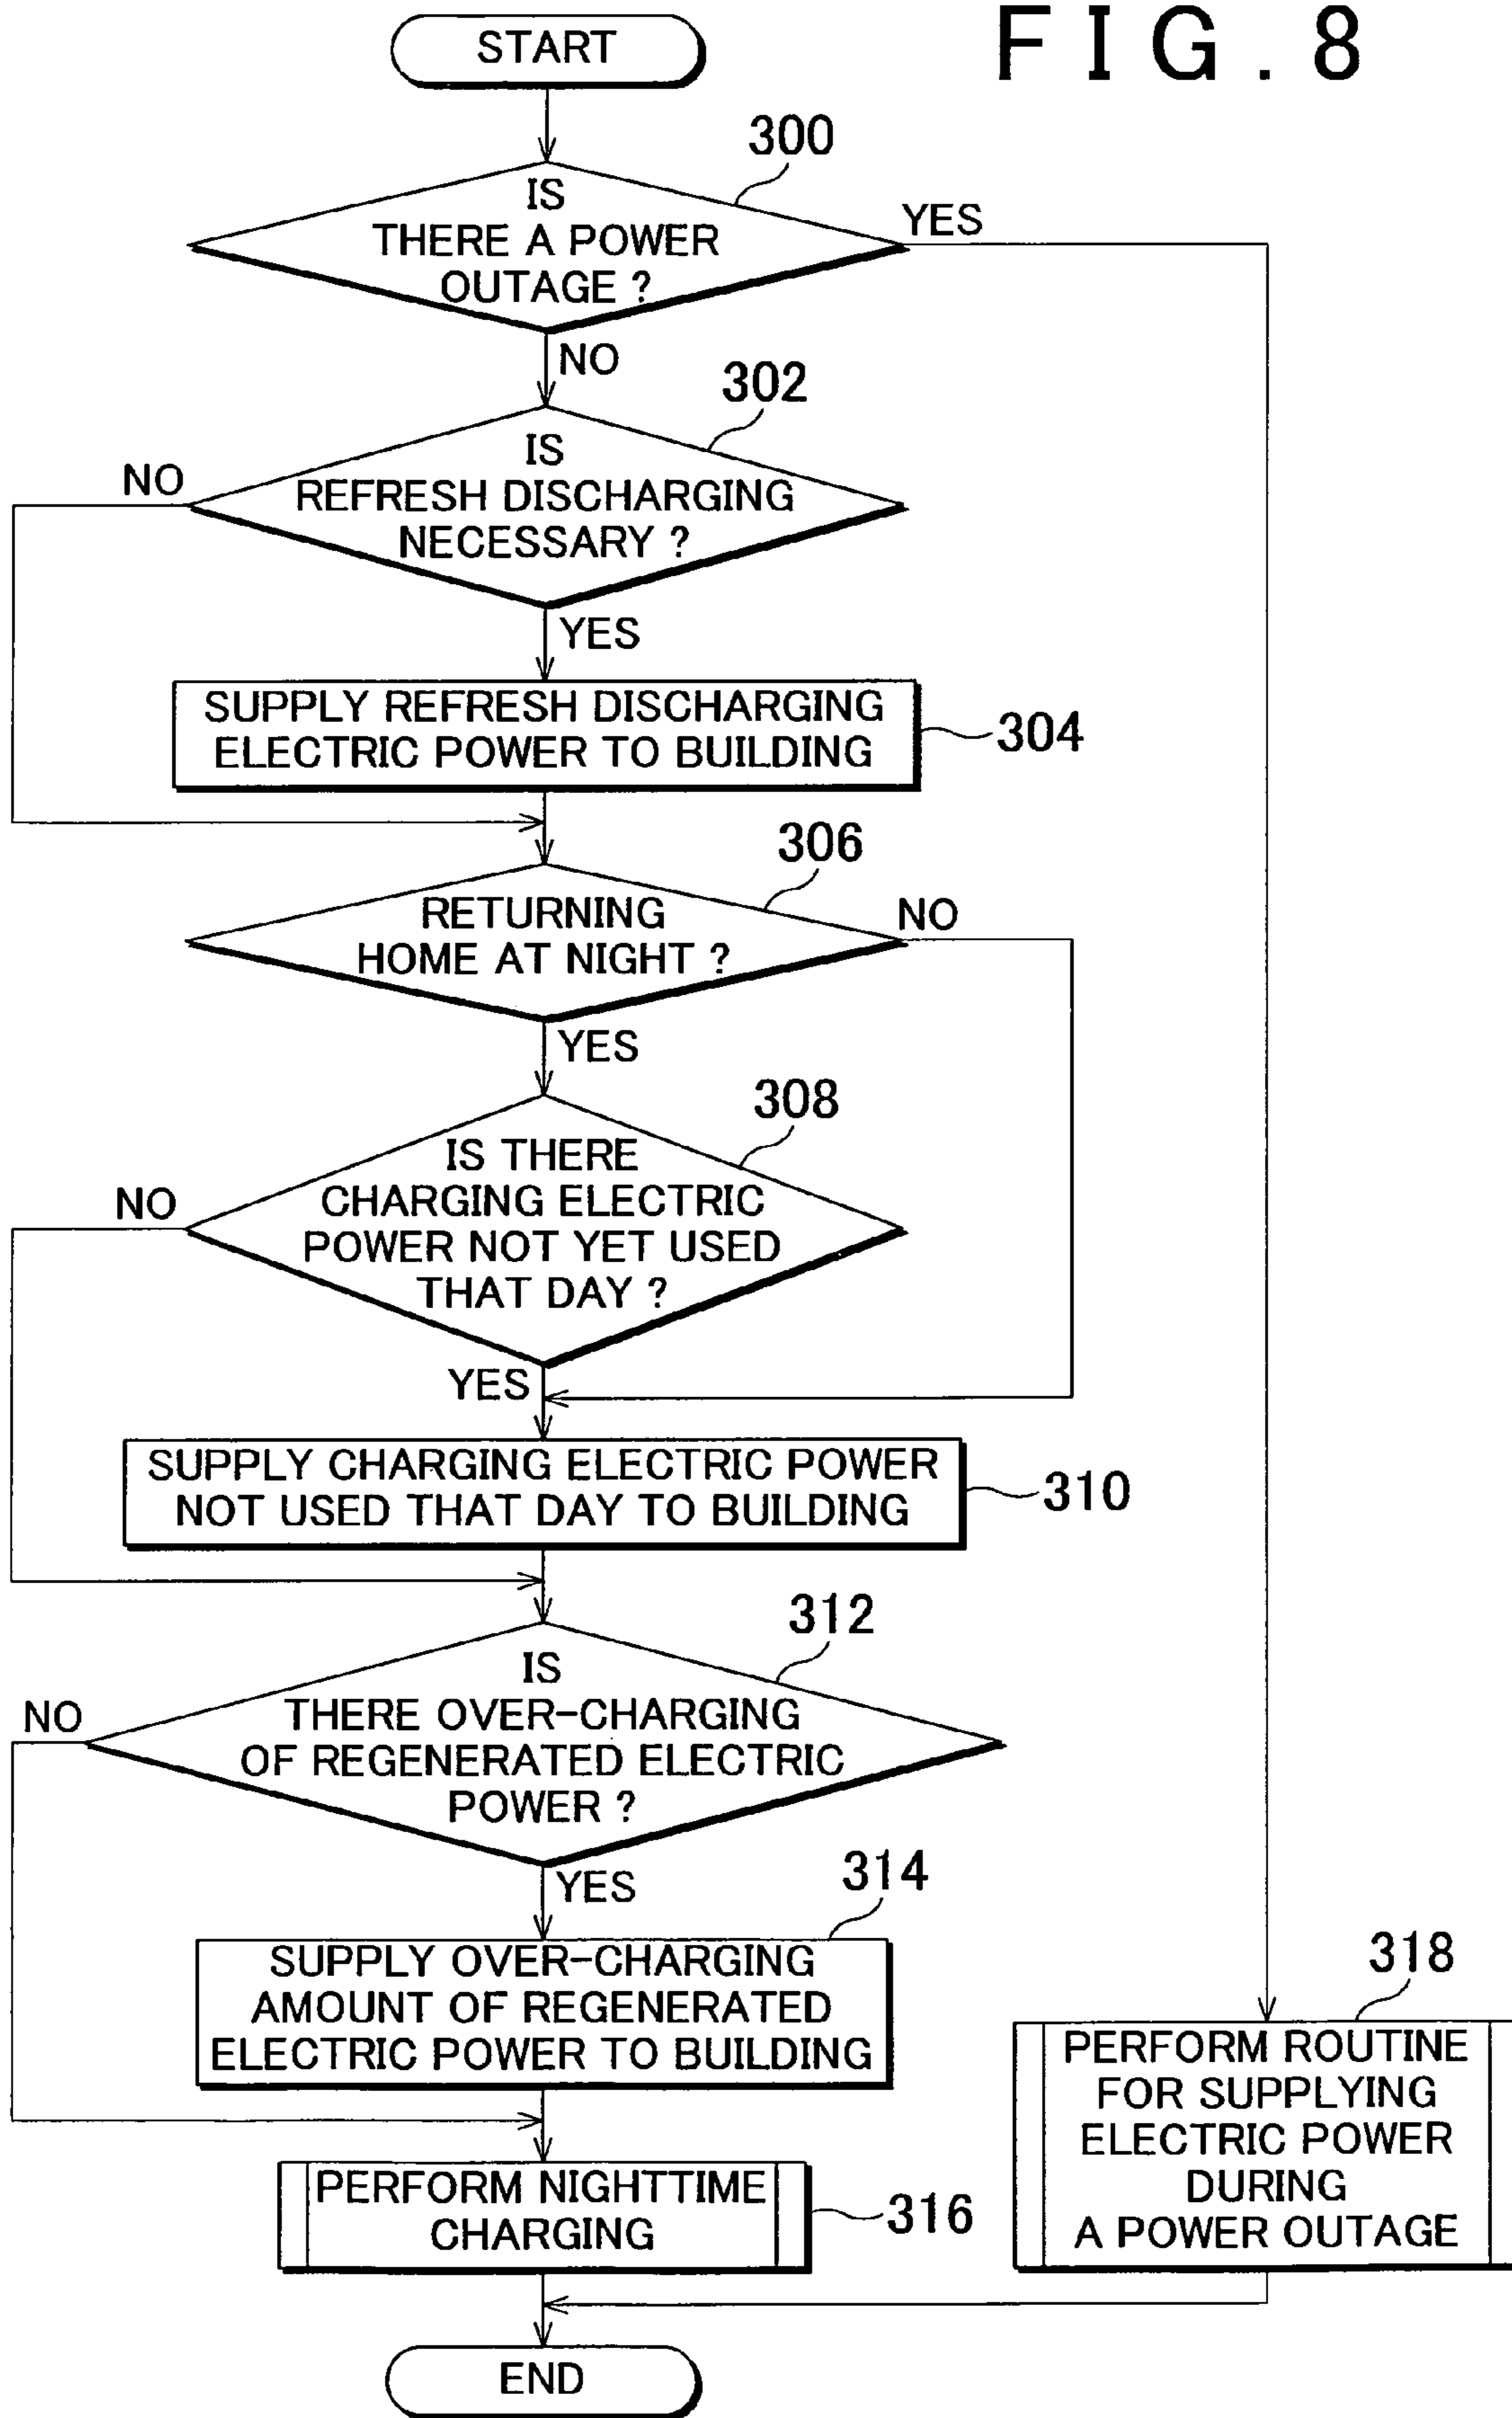 FIG.8
START
300
IS
THERE A POWER
OUTAGE ?
YES
NO
302
IS
REFRESH DISCHARGING
NECESSARY ?
NO
YES
SUPPLY REFRESH DISCHARGING
ELECTRIC POWER TO BUILDING
304
306
RETURNING
HOME AT NIGHT ?
NO
YES
308
IS THERE
CHARGING ELECTRIC
POWER NOT YET USED
THAT DAY ?
NO
YES
SUPPLY CHARGING ELECTRIC POWER
NOT USED THAT DAY TO BUILDING
310
312
IS
THERE OVER-CHARGING
OF REGENERATED ELECTRIC
POWER ?
NO
YES
314
SUPPLY OVER-CHARGING
AMOUNT OF REGENERATED
ELECTRIC POWER TO BUILDING
318
PERFORM ROUTINE
FOR SUPPLYING
ELECTRIC POWER
DURING
A POWER OUTAGE
PERFORM NIGHTTIME
CHARGING
316
END